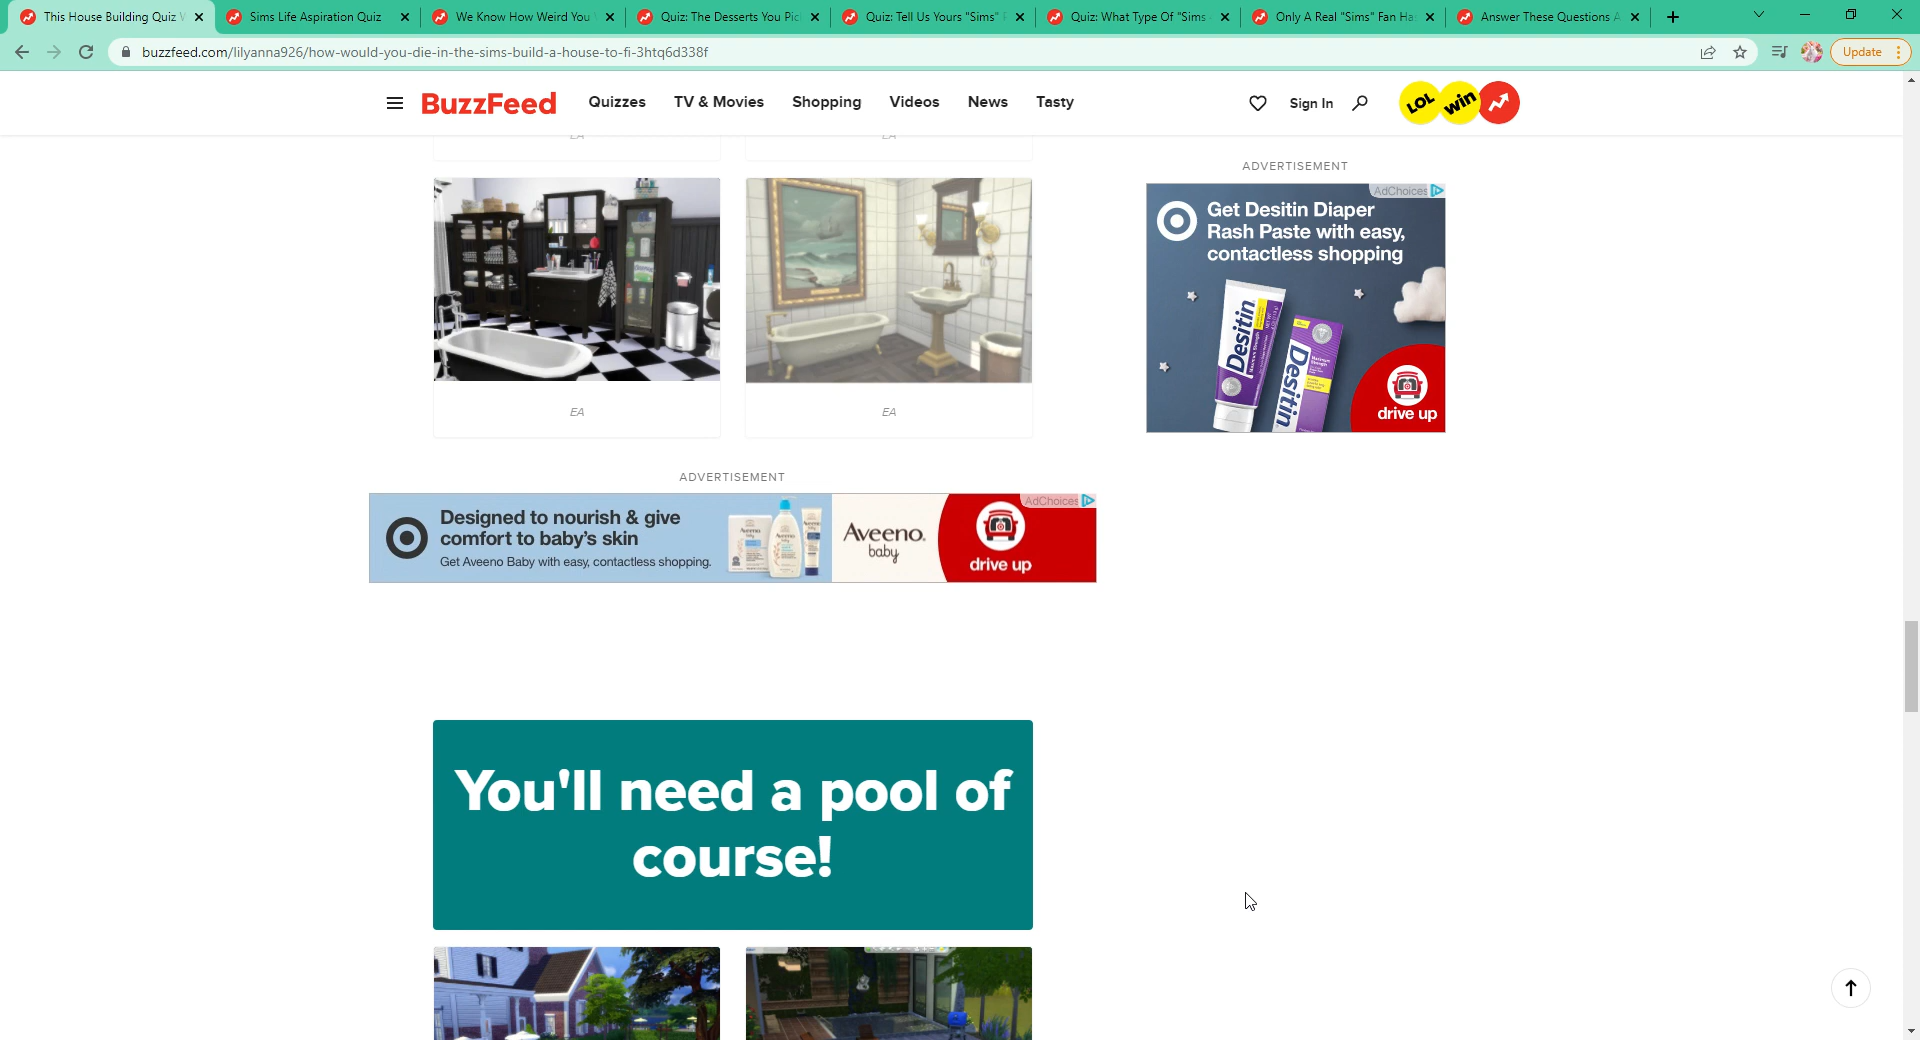 This House Building Quiz
Sims Life Aspiration Quiz
We Know How Weird You
Quiz: The Desserts You Pic
Quiz: Tell Us Yours "Sims"
Quiz: What Type Of "Sims
Only A Real "Sims" Fan Ha
Answer These Questions A
buzzfeed.com/lilyanna926/how-would-you-die-in-the-sims-build-a-house-to-fi-3htq6d338f
Update
BuzzFeed
Quizzes
TV & Movies
Shopping
Videos
News
Tasty
Sign In
LOL
win
EA
EA
ADVERTISEMENT
AdChoices
Get Desitin Diaper
Rash Paste with easy,
contactless shopping
Desitin
Desitin
drive up
EA
EA
ADVERTISEMENT
AdChoices
Designed to nourish & give
comfort to baby's skin
Get Aveeno Baby with easy, contactless shopping.
Aveeno
baby
drive up
You'll need a pool of
course!